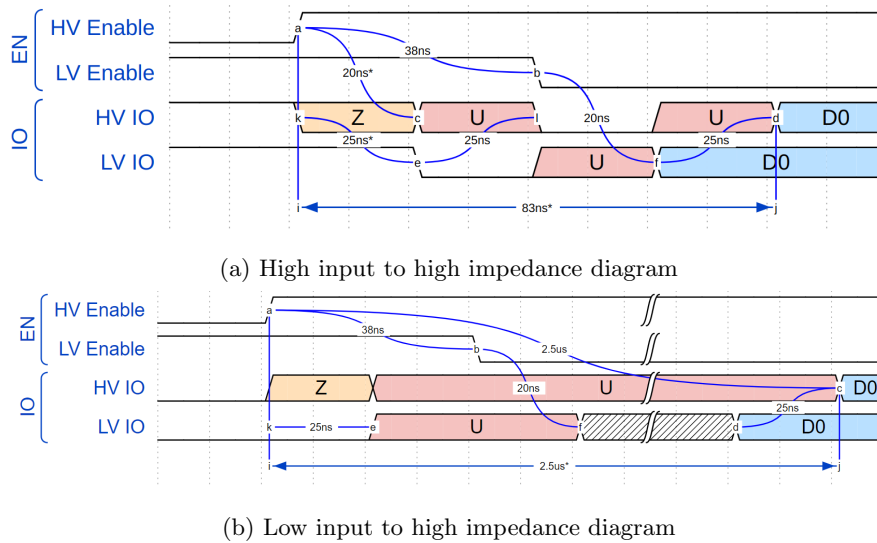 EN
HV Enable
a
38ns
LV Enable
20ns*
b
IO
HV IO
k
Z
c
U
l
20ns
U
d
D0
25ns*
25ns
25ns
LV IO
e
U
f
D0
i
83ns*
j
(a) High input to high impedance diagram
EN
HV Enable
a
38ns
LV Enable
b
2.5us
IO
HV IO
Z
20ns
U
c
D0
25ns
LV IO
k
25ns
e
U
f
d
D0
i
2.5us*
j
(b) Low input to high impedance diagram